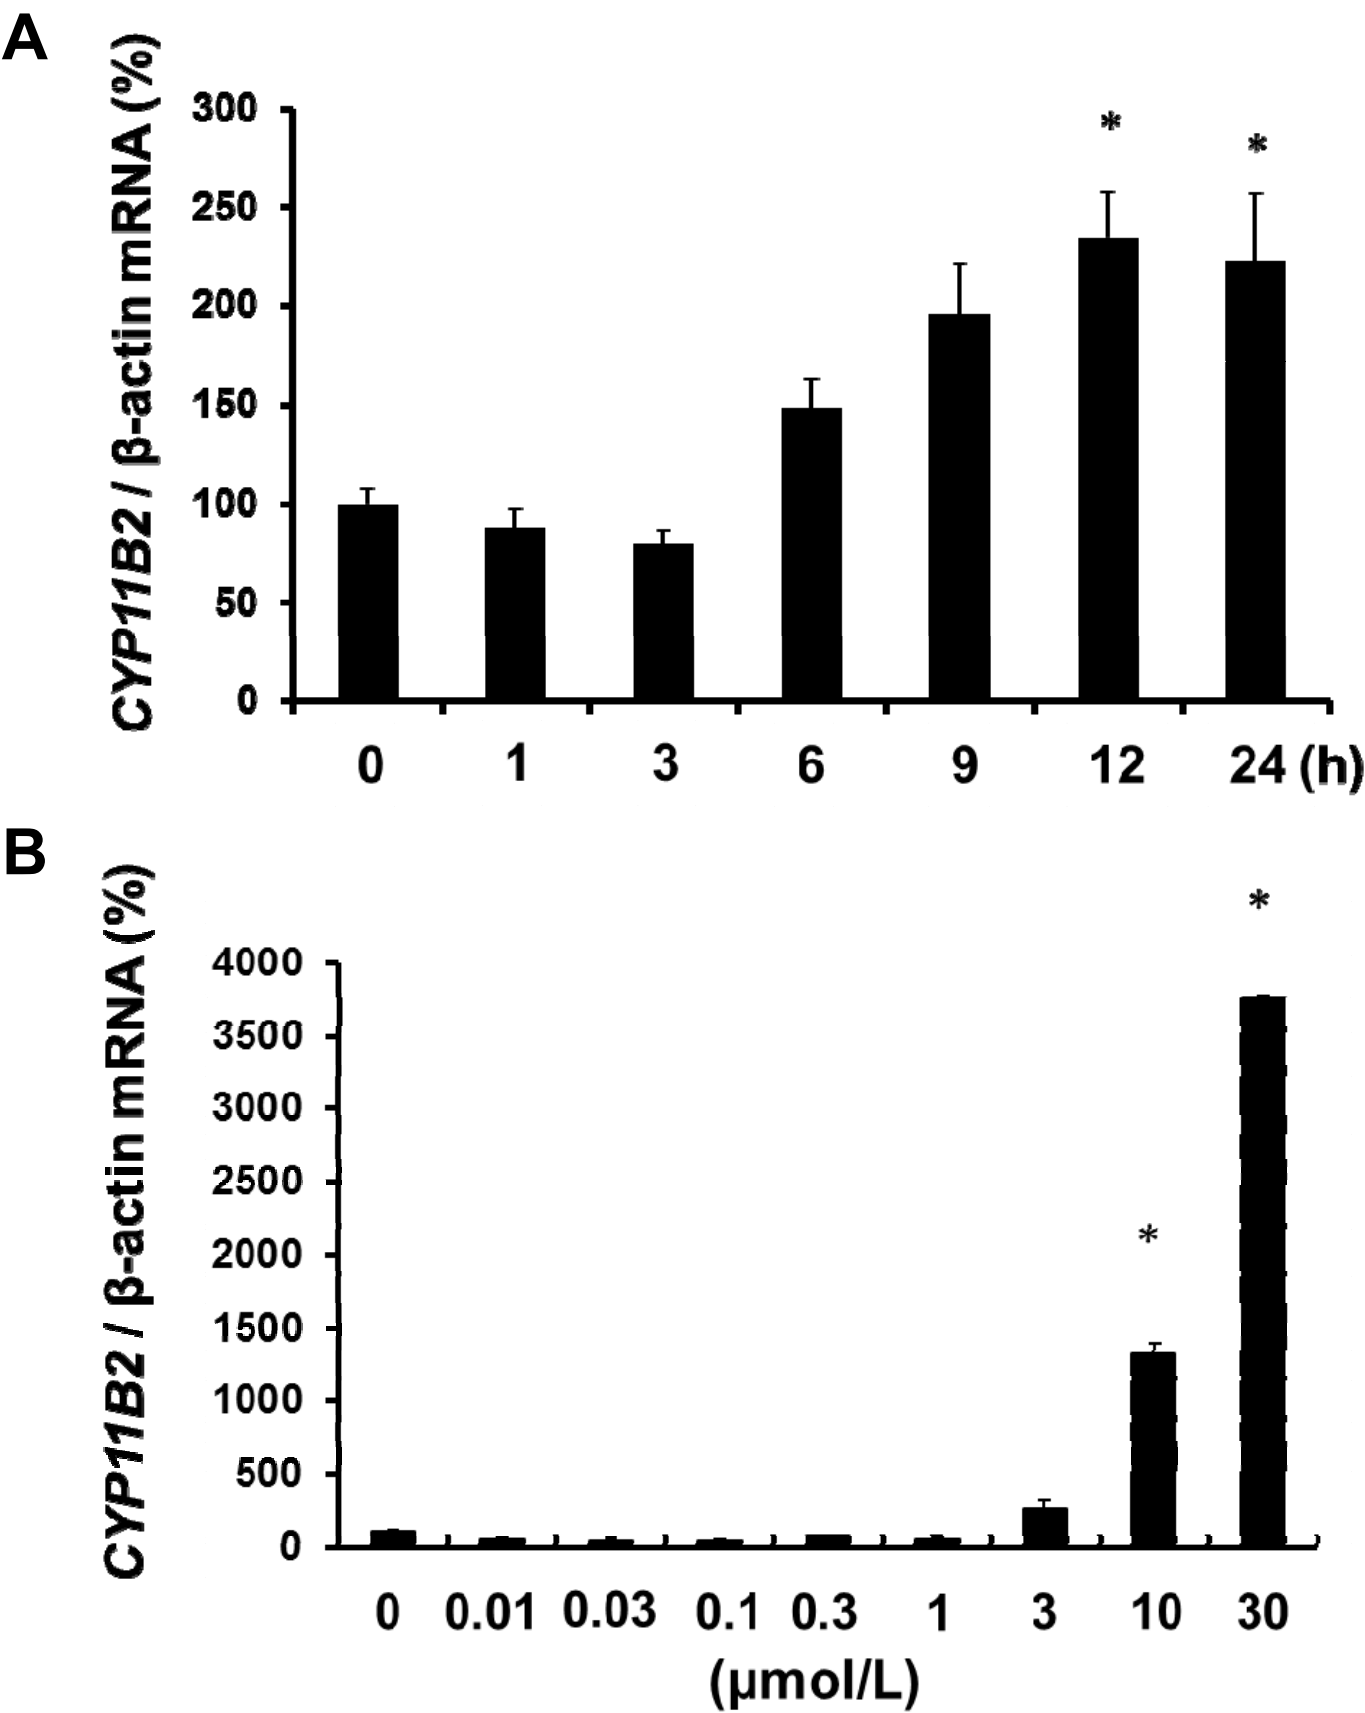 A
CYP11B2 / β-actin mRNA (%)
300
250
200
150
100
50
0
* *
0 1 3 6 9 12 24 (h)
B
CYP11B2 / β-actin mRNA (%)
4000
3500
3000
2500
2000
1500
1000
500
0
* *
0 0.01 0.03 0.1 0.3 1 3 10 30
(μmol/L)